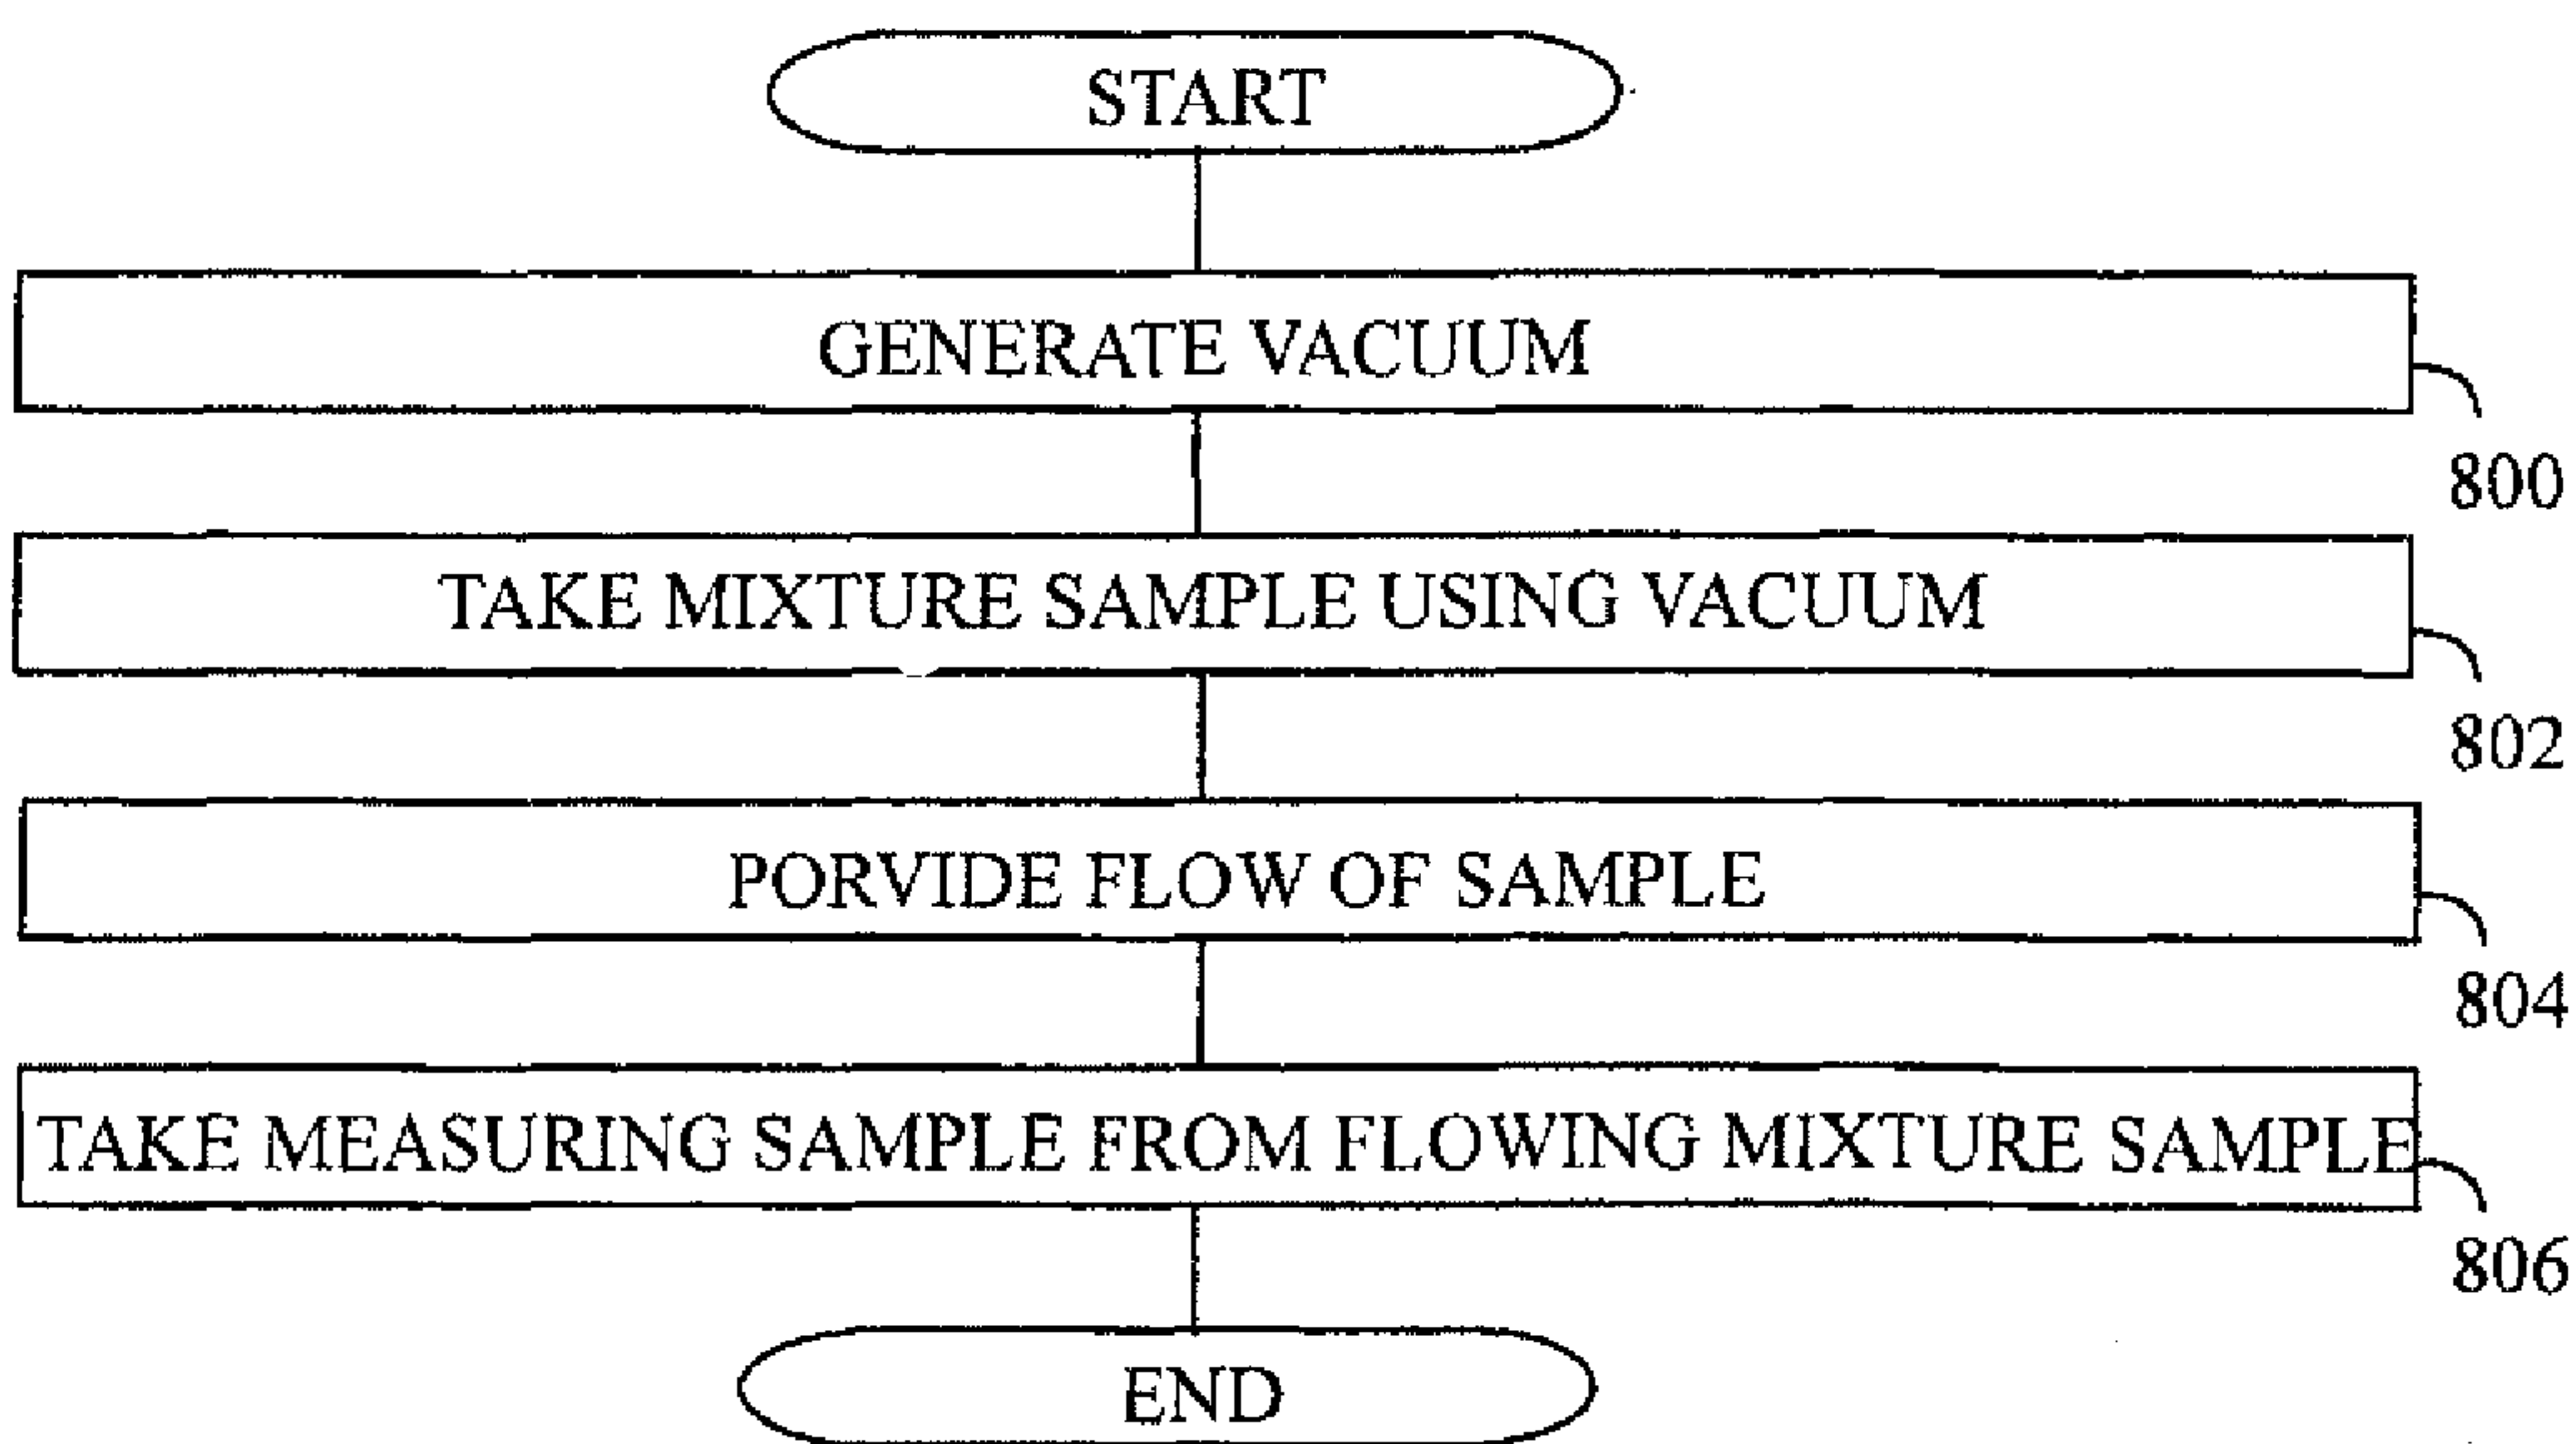 START
GENERATE VACUUM
800
TAKE MIXTURE SAMPLE USING VACUUM
802
PORVIDE FLOW OF SAMPLE
804
TAKE MEASURING SAMPLE FROM FLOWING MIXTURE SAMPLE
806
END